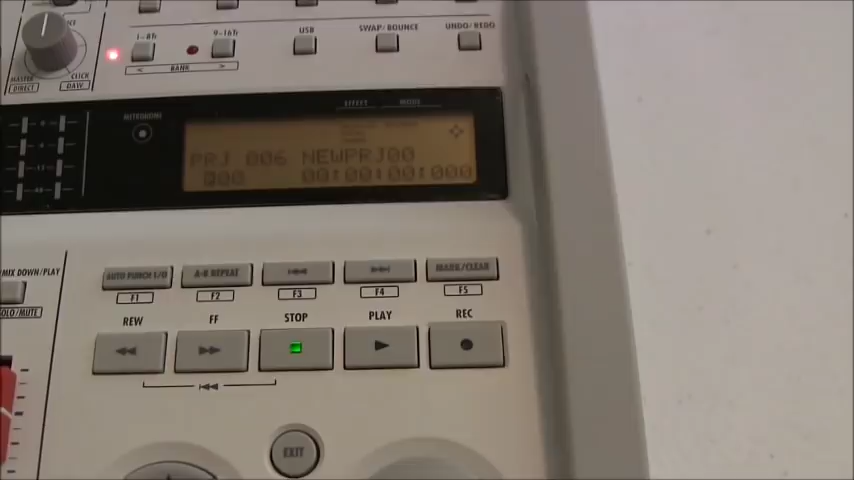 1-8Tr
9-16Tr
USB
SWAP/BOUNCE
UNDO/REDO
< BANK >
MASTER
CLICK
DIRECT
DAW
EFFECT
MODE
METRONOME
PRJ 006 NEWPRJ00
00:00:00:000
MIX DOWN/PLAY
SOLO/MUTE
AUTO PUNCH I/O
A-B REPEAT
MARK/CLEAR
F1
F2
F3
F4
F5
REW
FF
STOP
PLAY
REC
EXIT